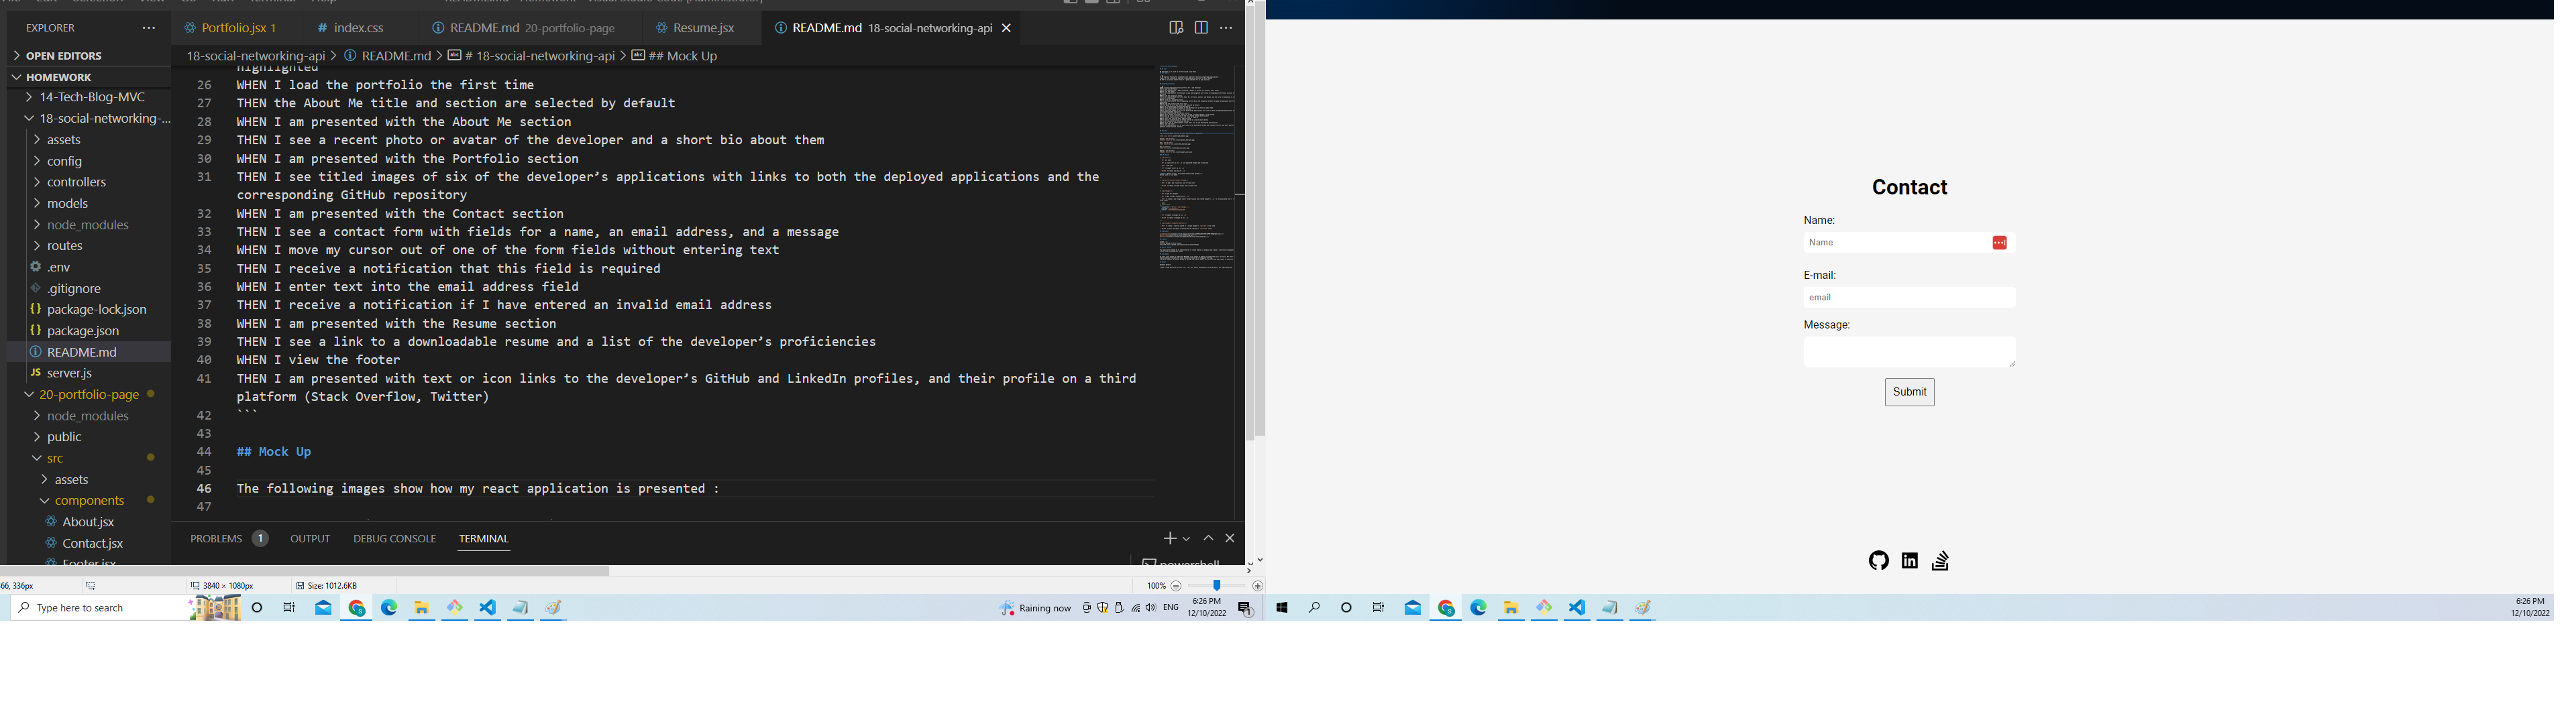 EXPLORER
OPEN EDITORS
HOMEWORK
14-Tech-Blog-MVC
18-social-networking-...
assets
config
controllers
models
node_modules
routes
.env
.gitignore
package-lock.json
package.json
README.md
server.js
20-portfolio-page
node_modules
public
src
assets
components
About.jsx
Contact.jsx
Footer.jsx
Portfolio.jsx 1
index.css
README.md 20-portfolio-page
Resume.jsx
README.md 18-social-networking-api
18-social-networking-api > README.md > # 18-social-networking-api > ## Mock Up
highlighted
26 WHEN I load the portfolio the first time
27 THEN the About Me title and section are selected by default
28 WHEN I am presented with the About Me section
29 THEN I see a recent photo or avatar of the developer and a short bio about them
30 WHEN I am presented with the Portfolio section
31 THEN I see titled images of six of the developer’s applications with links to both the deployed applications and the
corresponding GitHub repository
32 WHEN I am presented with the Contact section
33 THEN I see a contact form with fields for a name, an email address, and a message
34 WHEN I move my cursor out of one of the form fields without entering text
35 THEN I receive a notification that this field is required
36 WHEN I enter text into the email address field
37 THEN I receive a notification if I have entered an invalid email address
38 WHEN I am presented with the Resume section
39 THEN I see a link to a downloadable resume and a list of the developer’s proficiencies
40 WHEN I view the footer
41 THEN I am presented with text or icon links to the developer’s GitHub and LinkedIn profiles, and their profile on a third
platform (Stack Overflow, Twitter)
42 ```
43
44 ## Mock Up
45
46 The following images show how my react application is presented :
47
PROBLEMS 1 OUTPUT DEBUG CONSOLE TERMINAL
powershell
66, 336px 3840 × 1080px Size: 1012.6KB 100%
Type here to search
Raining now ENG
6:26 PM
12/10/2022
1
Contact
Name:
Name
E-mail:
email
Message:
Submit
6:26 PM
12/10/2022